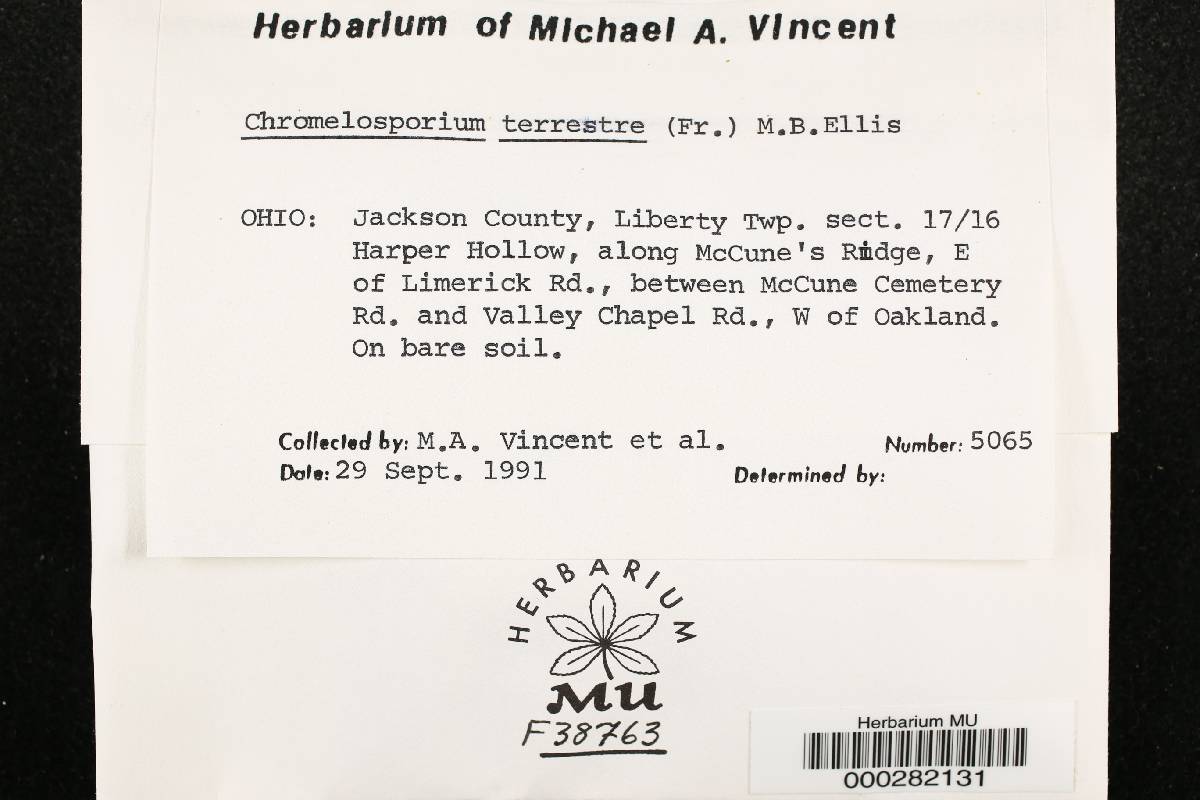 Herbarium of Michael A. Vincent
Chromelosporium terrestre (Fr.) M.B.Ellis
OHIO: Jackson County, Liberty Twp. sect. 17/16
Harper Hollow, along McCune's Ridge, E
of Limerick Rd., between McCune Cemetery
Rd. and Valley Chapel Rd., W of Oakland.
On bare soil.
Collected by: M.A. Vincent et al. Number: 5065
Date: 29 Sept. 1991 Determined by:
HERBARIUM
MU
F38763
Herbarium MU
000282131